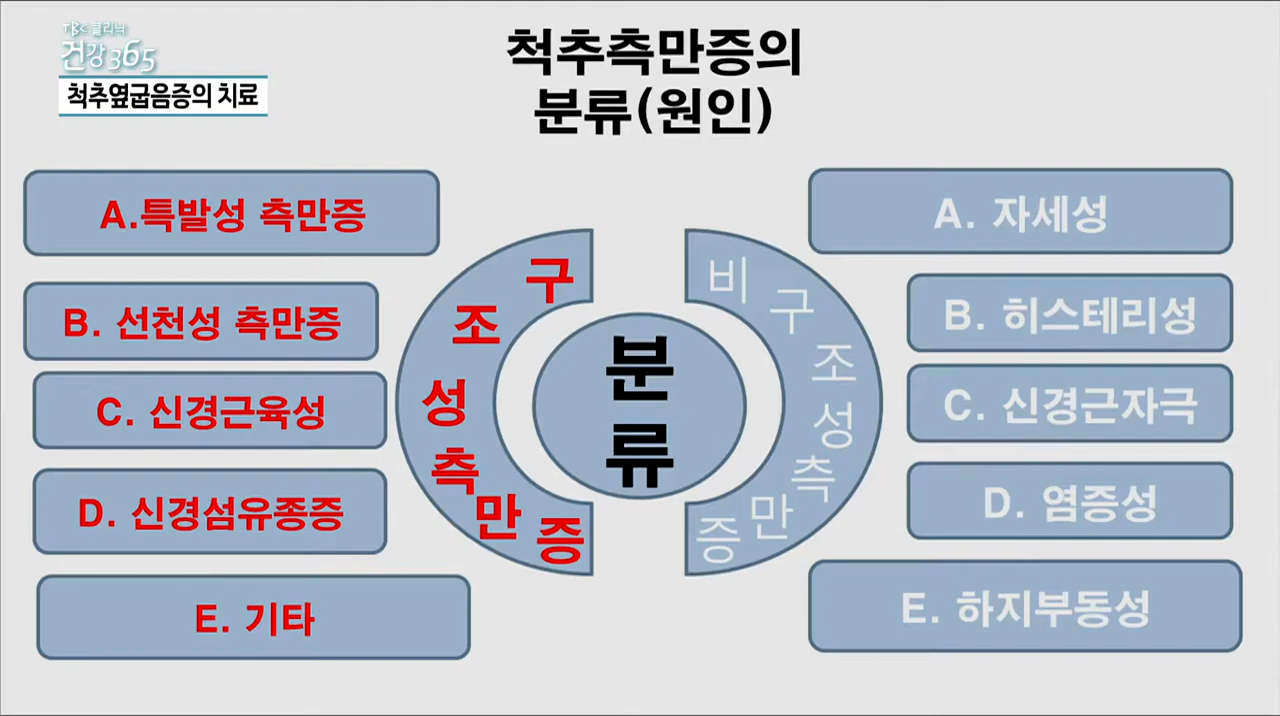 TBC 클리닉
건강365
척추옆굽음증의 치료
척추측만증의
분류(원인)
A.특발성 측만증
B. 선천성 측만증
C. 신경근육성
D. 신경섬유종증
E. 기타
구조성측만증
분류
비구조성측만증
A. 자세성
B. 히스테리성
C. 신경근자극
D. 염증성
E. 하지부동성